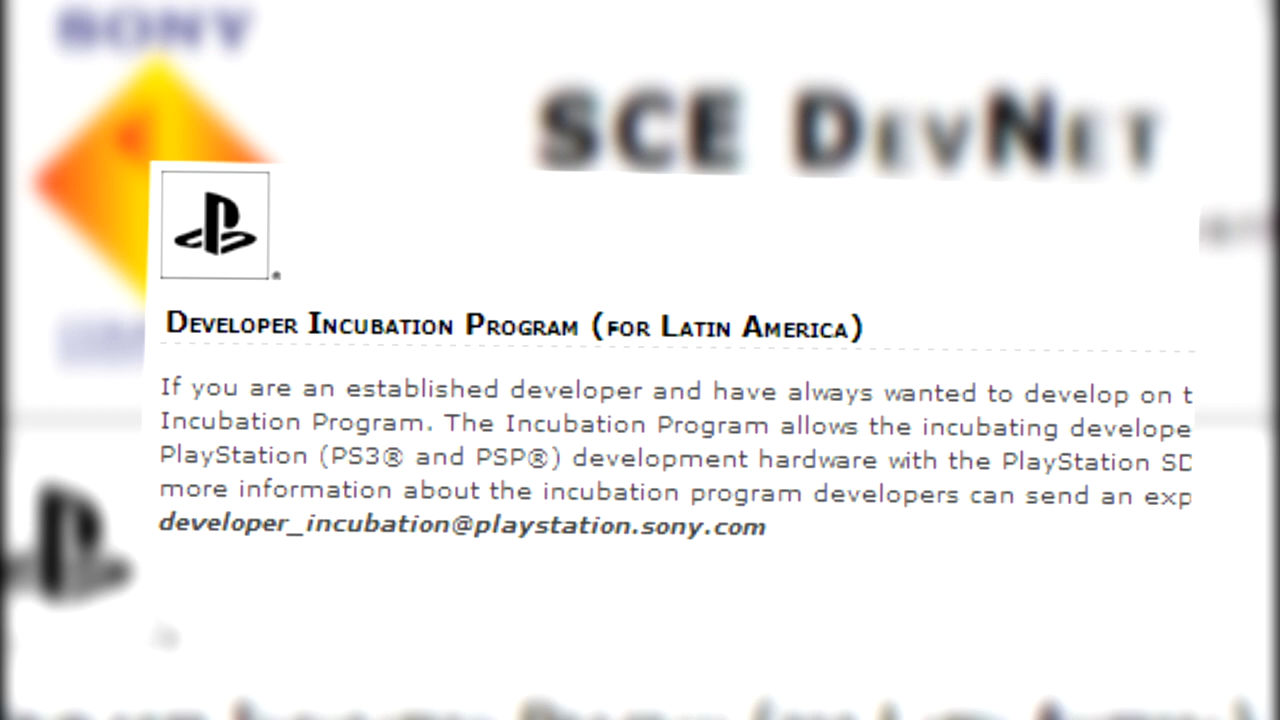 SONY
SCE DEVNET
DEVELOPER INCUBATION PROGRAM (FOR LATIN AMERICA)
If you are an established developer and have always wanted to develop on t
Incubation Program. The Incubation Program allows the incubating develope
PlayStation (PS3® and PSP®) development hardware with the PlayStation SD
more information about the incubation program developers can send an exp
developer_incubation@playstation.sony.com